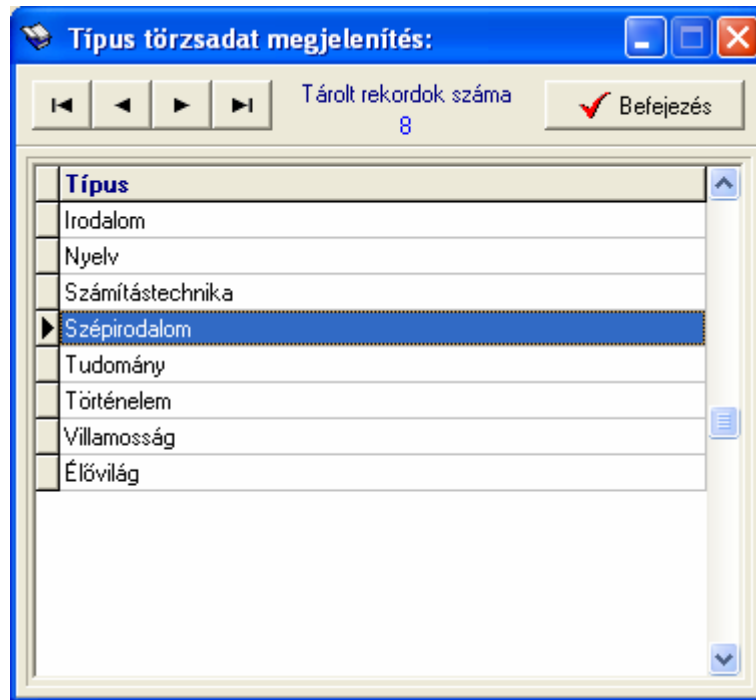 Típus törzsadat megjelenítés:
Tárolt rekordok száma
8
Befejezés
Típus
Irodalom
Nyelv
Számítástechnika
Szépirodalom
Tudomány
Történelem
Villamosság
Élővilág